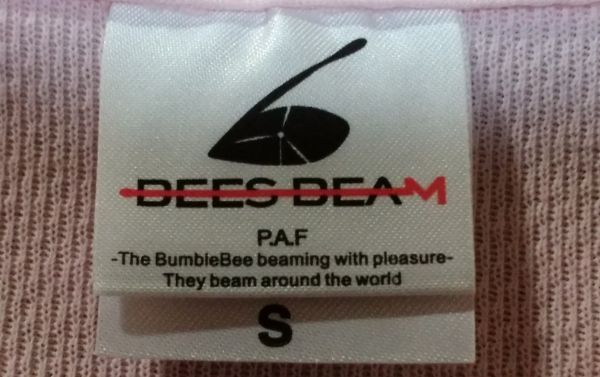 BEES BEAM
P.A.F
-The BumbleBee beaming with pleasure-
They beam around the world
S